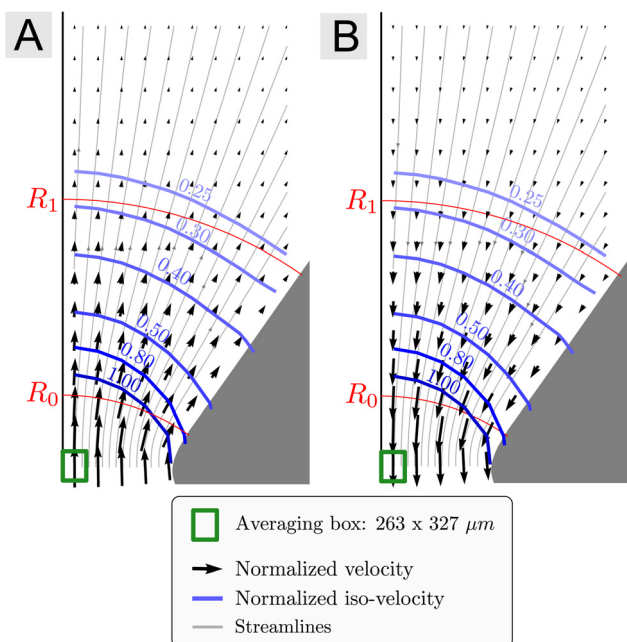 A
B
0.25
0.25
R1
R1
0.30
0.30
0.40
0.40
0.50
0.50
0.80
0.80
R0
1.00
R0
1.00
Averaging box: 263 x 327 μm
Normalized velocity
Normalized iso-velocity
Streamlines